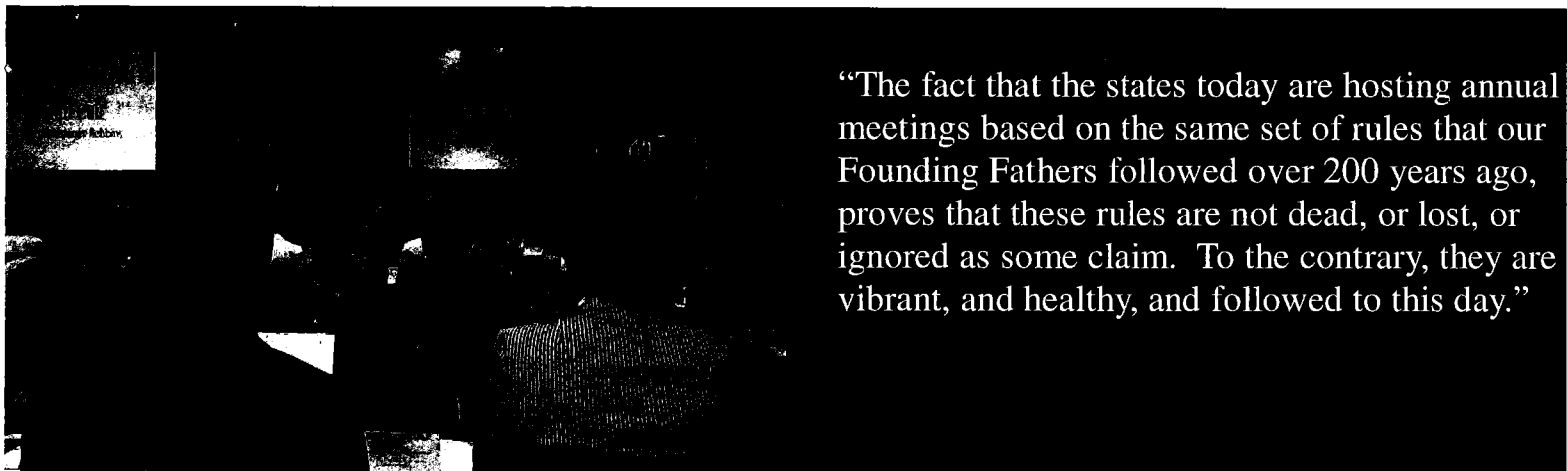 “The fact that the states today are hosting annual
meetings based on the same set of rules that our
Founding Fathers followed over 200 years ago,
proves that these rules are not dead, or lost, or
ignored as some claim.  To the contrary, they are
vibrant, and healthy, and followed to this day.”